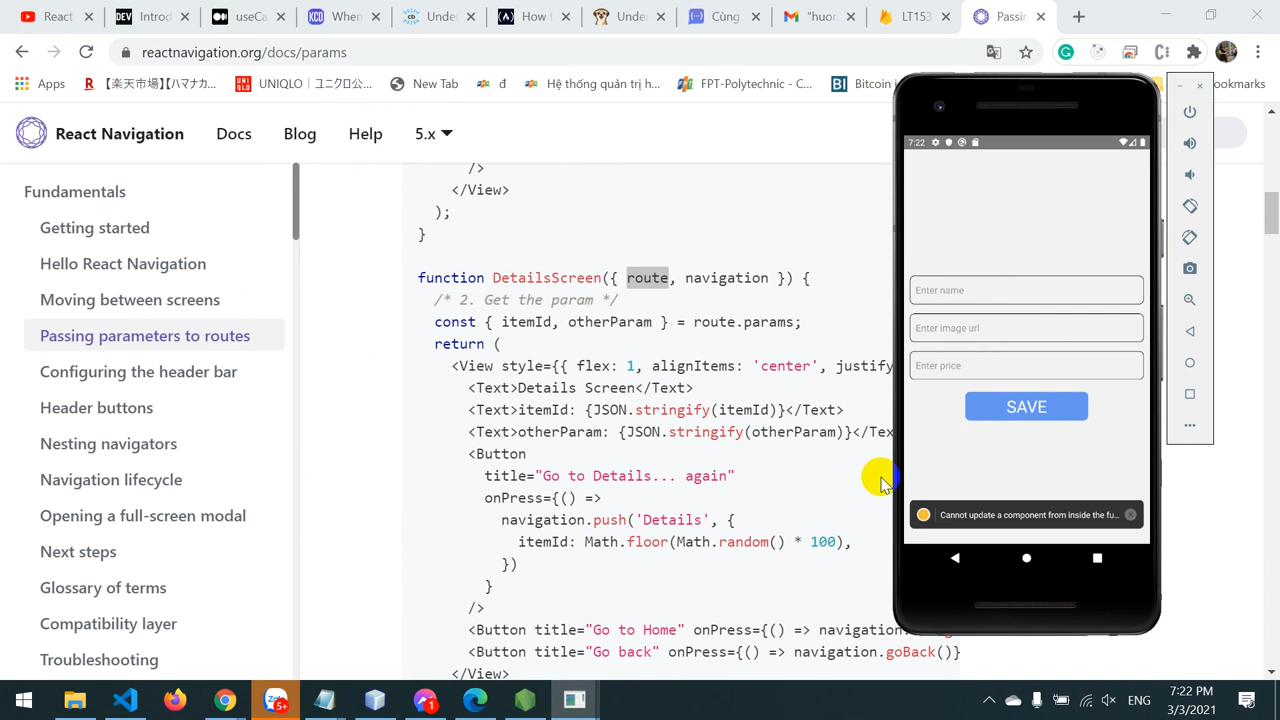 React
Introd
useCa
When
Unde
How t
Unde
Cùng
"huon
LT153
Passin
reactnavigation.org/docs/params
Apps
【楽天市場】【ハマナカ...
UNIQLO｜ユニクロ公...
New Tab
đ
Hệ thống quản trị h...
FPT-Polytechnic - C...
Bitcoin i
ookmarks
React Navigation
Docs
Blog
Help
5.x
Fundamentals
Getting started
Hello React Navigation
Moving between screens
Passing parameters to routes
Configuring the header bar
Header buttons
Nesting navigators
Navigation lifecycle
Opening a full-screen modal
Next steps
Glossary of terms
Compatibility layer
Troubleshooting
/>
</View>
);
}
function DetailsScreen({ route, navigation }) {
/* 2. Get the param */
const { itemId, otherParam } = route.params;
return (
<View style={{ flex: 1, alignItems: 'center', justify
<Text>Details Screen</Text>
<Text>itemId: {JSON.stringify(itemId)}</Text>
<Text>otherParam: {JSON.stringify(otherParam)}</Tex
<Button
title="Go to Details... again"
onPress={() =>
navigation.push('Details', {
itemId: Math.floor(Math.random() * 100),
})
}
/>
<Button title="Go to Home" onPress={() => navigation.
<Button title="Go back" onPress={() => navigation.goBack()}
</View>
7:22
Enter name
Enter image url
Enter price
SAVE
Cannot update a component from inside the fu...
ENG
7:22 PM
3/3/2021
5+
1